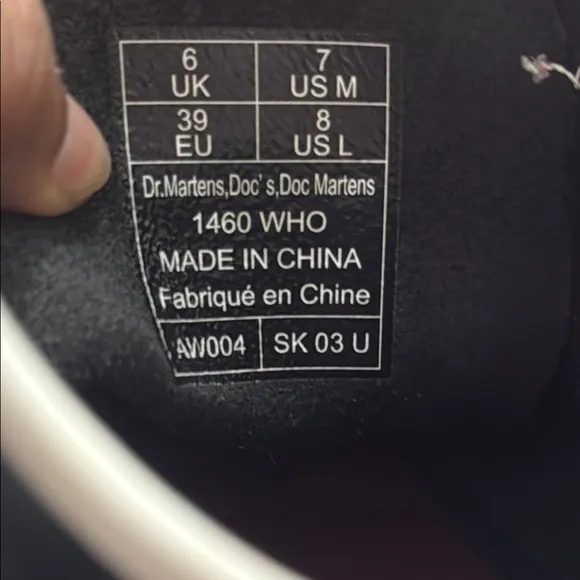 6 UK
7 US M
39 EU
8 US L
Dr.Martens,Doc's,Doc Martens
1460 WHO
MADE IN CHINA
Fabriqué en Chine
AW004
SK 03 U